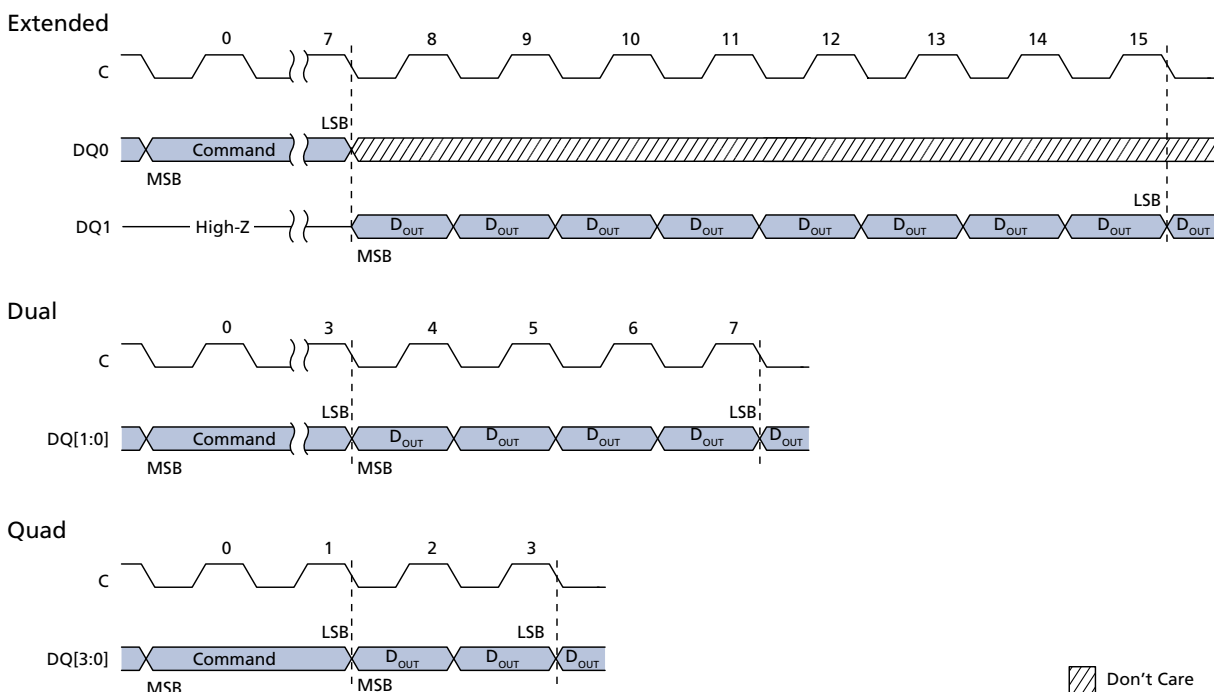 Extended
0 7 8 9 10 11 12 13 14 15
C
LSB
DQ0 Command
MSB
LSB
DQ1 High-Z DOUT DOUT DOUT DOUT DOUT DOUT DOUT DOUT DOUT
MSB
Dual
0 3 4 5 6 7
C
LSB LSB
DQ[1:0] Command DOUT DOUT DOUT DOUT DOUT
MSB MSB
Quad
0 1 2 3
C
LSB LSB
DQ[3:0] Command DOUT DOUT DOUT
MSB MSB
Don't Care